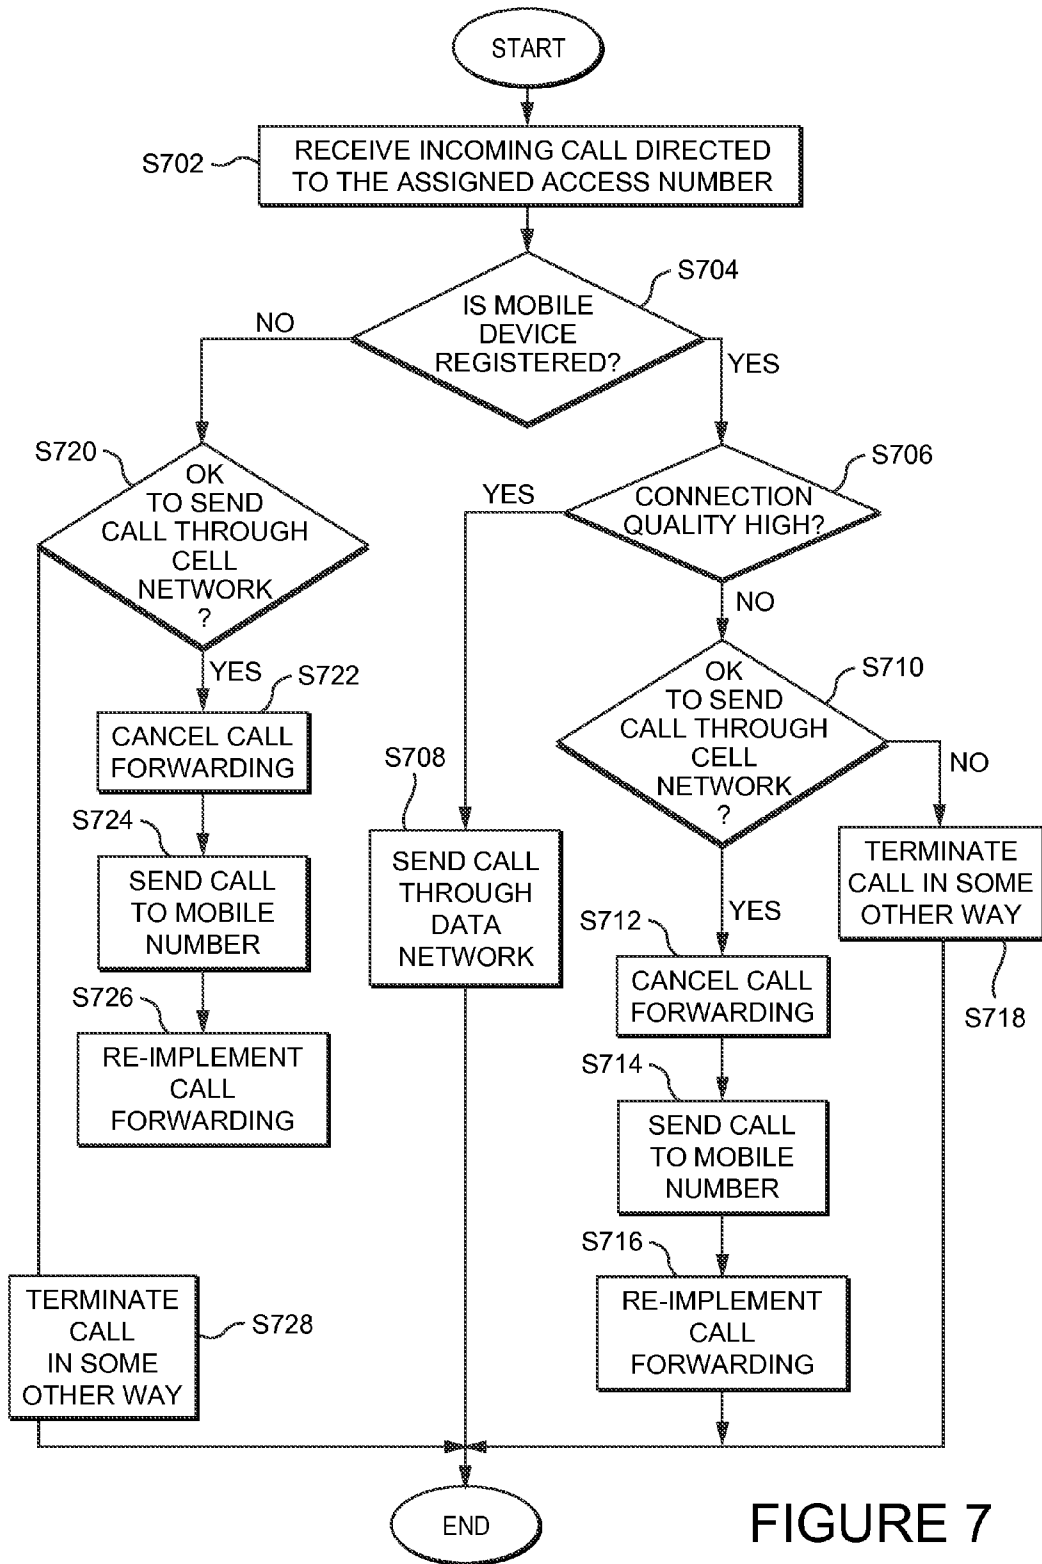 START
S702
RECEIVE INCOMING CALL DIRECTED
TO THE ASSIGNED ACCESS NUMBER
S704
IS MOBILE
DEVICE
REGISTERED?
NO
YES
S720
OK
TO SEND
CALL THROUGH
CELL
NETWORK
?
S706
CONNECTION
QUALITY HIGH?
YES
NO
YES
S722
CANCEL CALL
FORWARDING
S710
OK
TO SEND
CALL THROUGH
CELL
NETWORK
?
NO
S708
SEND CALL
THROUGH
DATA
NETWORK
S724
SEND CALL
TO MOBILE
NUMBER
TERMINATE
CALL IN SOME
OTHER WAY
S718
YES
S712
CANCEL CALL
FORWARDING
S726
RE-IMPLEMENT
CALL
FORWARDING
S714
SEND CALL
TO MOBILE
NUMBER
S716
RE-IMPLEMENT
CALL
FORWARDING
TERMINATE
CALL
IN SOME
OTHER WAY
S728
END
FIGURE 7